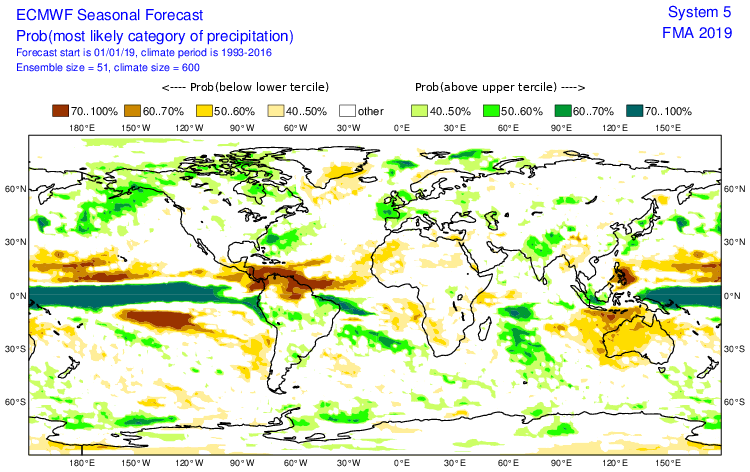 ECMWF Seasonal Forecast
System 5
Prob(most likely category of precipitation)
FMA 2019
Forecast start is 01/01/19, climate period is 1993-2016
Ensemble size = 51, climate size = 600
<---- Prob(below lower tercile)
Prob(above upper tercile) ---->
70..100% 60..70% 50..60% 40..50% other 40..50% 50..60% 60..70% 70..100%
180°E 150°W 120°W 90°W 60°W 30°W 0°E 30°E 60°E 90°E 120°E 150°E
60°N 60°N
30°N 30°N
0°N 0°N
30°S 30°S
60°S 60°S
180°E 150°W 120°W 90°W 60°W 30°W 0°E 30°E 60°E 90°E 120°E 150°E